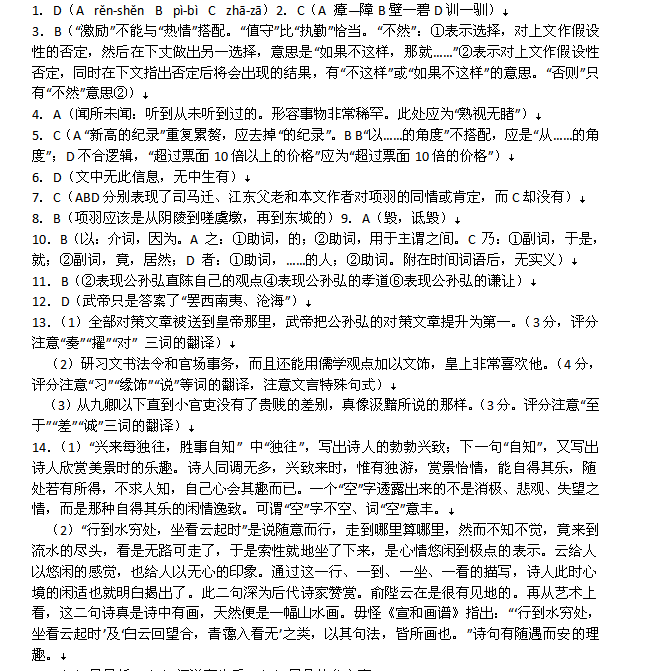 1. D（A rěn-shěn B pì-bì C zhā-zā）2. C（A 瘴—障 B 璧—碧 D 训—驯）↓
3. B（“激励”不能与“热情”搭配。“值守”比“执勤”恰当。“不然”：①表示选择，对上文作假设
性的否定，然后在下文做出另一选择，意思是“如果不这样，那就……”②表示对上文作假设性
否定，同时在下文指出否定后将会出现的结果，有“不这样”或“如果不这样”的意思。“否则”只
有“不然”意思②）↓
4. A（闻所未闻：听到从未听到过的。形容事物非常稀罕。此处应为“熟视无睹”）↓
5. C（A “新高的纪录”重复累赘，应去掉“的纪录”。B B“以……的角度”不搭配，应是“从……的角
度”；D 不合逻辑，“超过票面 10 倍以上的价格”应为“超过票面 10 倍的价格”）↓
6. D（文中无此信息，无中生有）↓
7. C（ABD 分别表现了司马迁、江东父老和本文作者对项羽的同情或肯定，而 C 却没有）↓
8. B（项羽应该是从阴陵到嗟虞墩，再到东城的）9. A（毁，诋毁）↓
10. B（以：介词，因为。A 之：①助词，的；②助词，用于主谓之间。C 乃：①副词，于是，
就；②副词，竟，居然；D 者：①助词，……的人；②助词。附在时间词语后，无实义）↓
11. B（②表现公孙弘直陈自己的观点④表现公孙弘的孝道⑥表现公孙弘的谦让）↓
12. D（武帝只是答案了“罢西南夷、沧海”）↓
13.（1）全部对策文章被送到皇帝那里，武帝把公孙弘的对策文章提升为第一。（3 分，评分
注意“奏”“擢”“对” 三词的翻译）↓
（2）研习文书法令和官场事务，而且还能用儒学观点加以文饰，皇上非常喜欢他。（4 分，
评分注意“习”“缘饰”“说”等词的翻译，注意文言特殊句式）↓
（3）从九卿以下直到小官吏没有了贵贱的差别，真像汲黯所说的那样。（3 分。评分注意“至
于”“差”“诚”三词的翻译）↓
14.（1）“兴来每独往，胜事自知” 中“独往”，写出诗人的勃勃兴致；下一句“自知”，又写出
诗人欣赏美景时的乐趣。诗人同调无多，兴致来时，惟有独游，赏景怡情，能自得其乐，随
处若有所得，不求人知，自己心会其趣而已。一个“空”字透露出来的不是消极、悲观、失望之
情，而是那种自得其乐的闲情逸致。可谓“空”字不空、词“空”意丰。↓
（2）“行到水穷处，坐看云起时”是说随意而行，走到哪里算哪里，然而不知不觉，竟来到
流水的尽头，看是无路可走了，于是索性就地坐了下来，是心情悠闲到极点的表示。云给人
以悠闲的感觉，也给人以无心的印象。通过这一行、一到、一坐、一看的描写，诗人此时心
境的闲适也就明白揭出了。此二句深为后代诗家赞赏。俞陛云在是很有见地的。再从艺术上
看，这二句诗真是诗中有画，天然便是一幅山水画。毋怪《宣和画谱》指出：“‘行到水穷处，
坐看云起时’及‘白云回望合，青霭入看无’之类，以其句法，皆所画也。”诗句有随遇而安的理
趣。↓